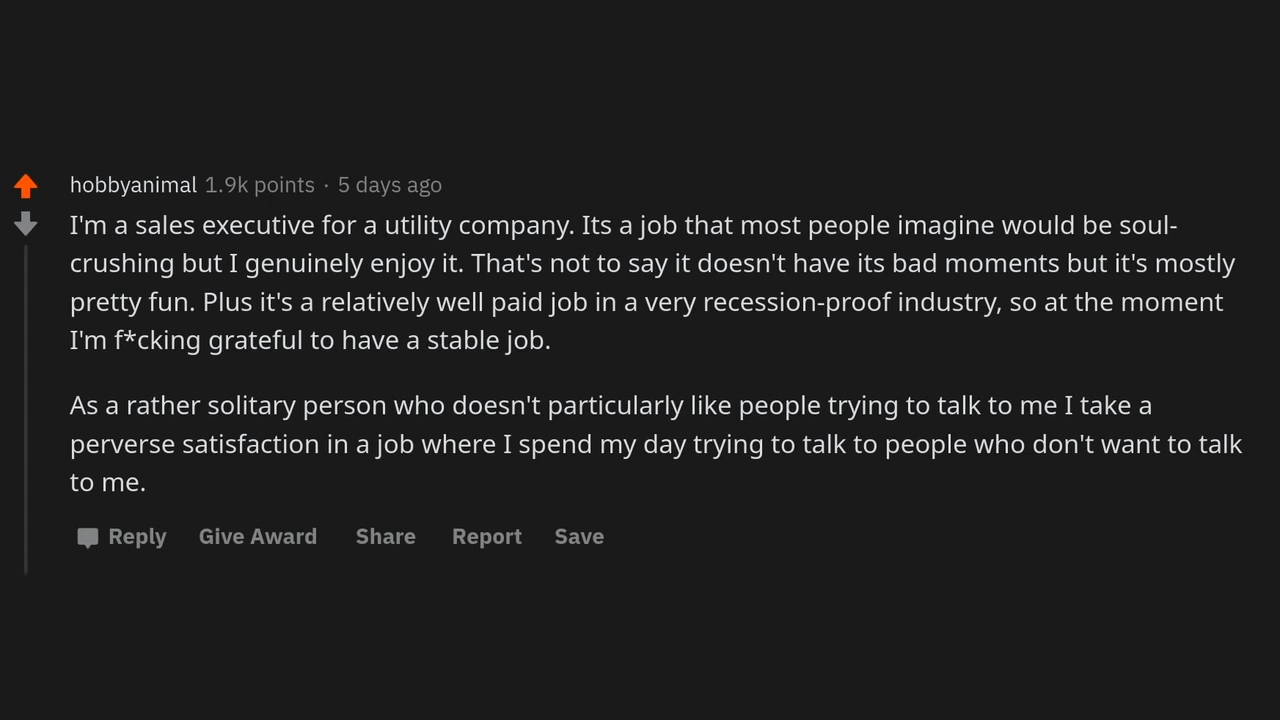 hobbyanimal 1.9k points · 5 days ago
I'm a sales executive for a utility company. Its a job that most people imagine would be soul-
crushing but I genuinely enjoy it. That's not to say it doesn't have its bad moments but it's mostly
pretty fun. Plus it's a relatively well paid job in a very recession-proof industry, so at the moment
I'm f*cking grateful to have a stable job.
As a rather solitary person who doesn't particularly like people trying to talk to me I take a
perverse satisfaction in a job where I spend my day trying to talk to people who don't want to talk
to me.
Reply Give Award Share Report Save